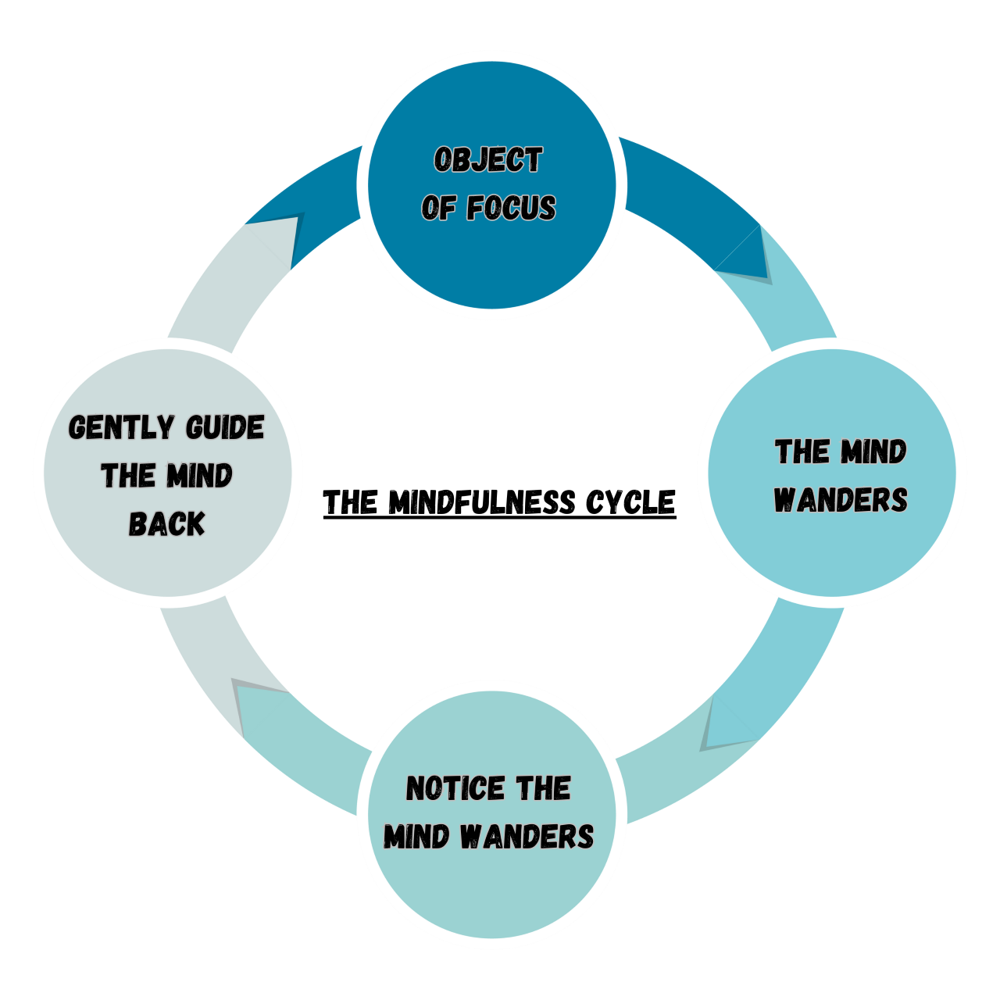 OBJECT
OF FOCUS
THE MIND
WANDERS
NOTICE THE
MIND WANDERS
GENTLY GUIDE
THE MIND
BACK
THE MINDFULNESS CYCLE